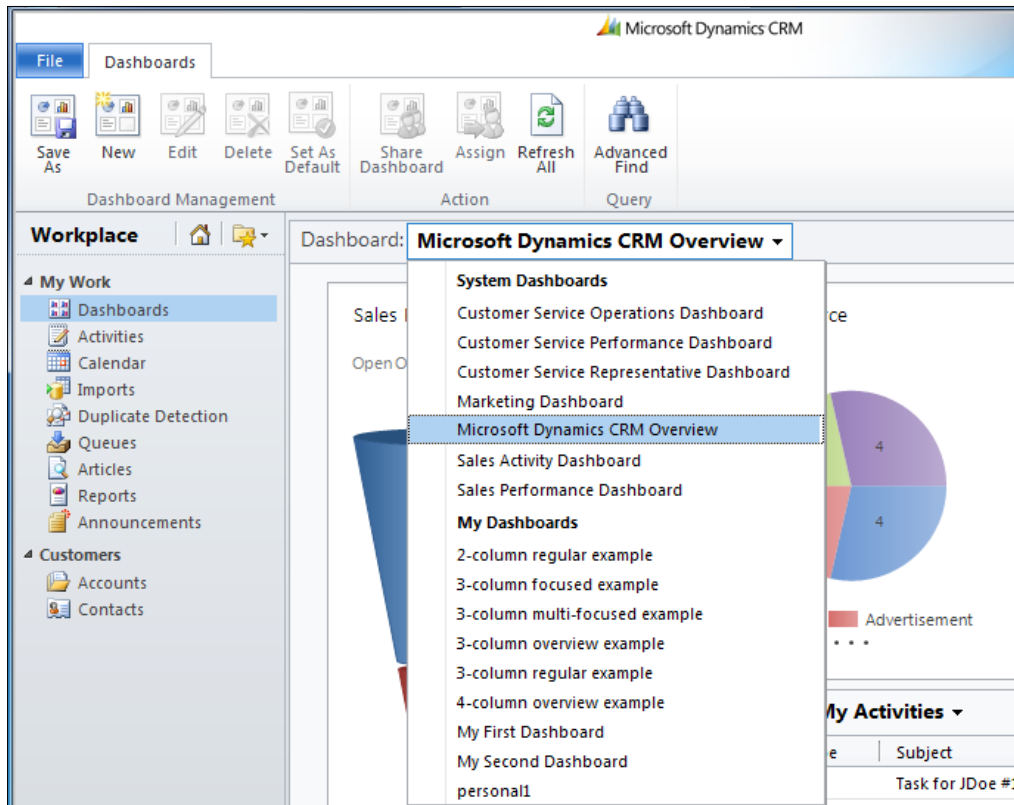 Microsoft Dynamics CRM
File Dashboards
Save As New Edit Delete Set As Default Share Dashboard Assign Refresh All Advanced Find
Dashboard Management Action Query
Workplace
Dashboard: Microsoft Dynamics CRM Overview
My Work
Dashboards
Activities
Calendar
Imports
Duplicate Detection
Queues
Articles
Reports
Announcements
Customers
Accounts
Contacts
System Dashboards
Customer Service Operations Dashboard
Customer Service Performance Dashboard
Customer Service Representative Dashboard
Marketing Dashboard
Microsoft Dynamics CRM Overview
Sales Activity Dashboard
Sales Performance Dashboard
My Dashboards
2-column regular example
3-column focused example
3-column multi-focused example
3-column overview example
3-column regular example
4-column overview example
My First Dashboard
My Second Dashboard
personal1
Sales
Open
4
4
Advertisement
My Activities
Subject
Task for JDoe